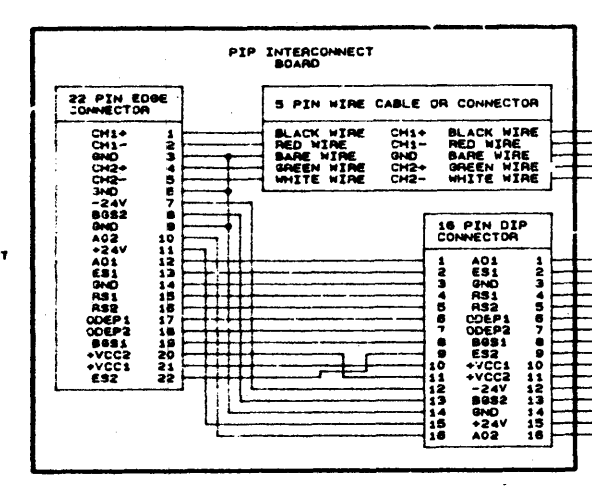 PIP INTERCONNECT
BOARD
22 PIN EDGE
CONNECTOR
CH1+ 1
CH1- 2
GND 3
CH2+ 4
CH2- 5
GND 6
-24V 7
BGS2 8
GND 9
AO2 10
+24V 11
AO1 12
ES1 13
GND 14
RS1 15
RS2 16
ODEP1 17
ODEP2 18
BGS1 19
+VCC2 20
+VCC1 21
ES2 22
5 PIN WIRE CABLE OR CONNECTOR
BLACK WIRE CH1+ BLACK WIRE
RED WIRE CH1- RED WIRE
BARE WIRE GND BARE WIRE
GREEN WIRE CH2+ GREEN WIRE
WHITE WIRE CH2- WHITE WIRE
16 PIN DIP
CONNECTOR
1 AO1 1
2 ES1 2
3 GND 3
4 RS1 4
5 RS2 5
6 ODEP1 6
7 ODEP2 7
8 BGS1 8
9 ES2 9
10 +VCC1 10
11 +VCC2 11
12 -24V 12
13 BGS2 13
14 GND 14
15 +24V 15
16 AO2 16
T